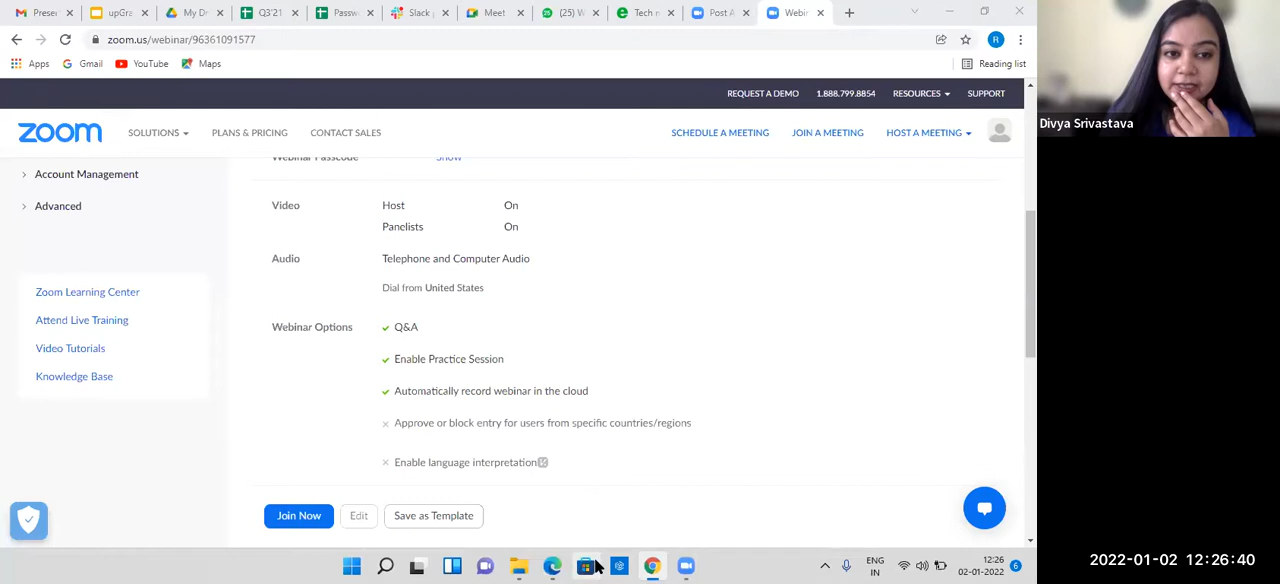 Preser
upGra
My Dr
Q3'21
Passw
Slack
Meet
(25) W
Tech n
Post A
Webin
zoom.us/webinar/96361091577
Apps
Gmail
YouTube
Maps
Reading list
REQUEST A DEMO
1.888.799.8854
RESOURCES
SUPPORT
zoom
SOLUTIONS
PLANS & PRICING
CONTACT SALES
SCHEDULE A MEETING
JOIN A MEETING
HOST A MEETING
Divya Srivastava
Account Management
Advanced
Zoom Learning Center
Attend Live Training
Video Tutorials
Knowledge Base
Webinar Passcode Show
Video Host On
Panelists On
Audio Telephone and Computer Audio
Dial from United States
Webinar Options Q&A
Enable Practice Session
Automatically record webinar in the cloud
Approve or block entry for users from specific countries/regions
Enable language interpretation
Join Now
Edit
Save as Template
ENG
IN
12:26
02-01-2022
6
2022-01-02 12:26:40